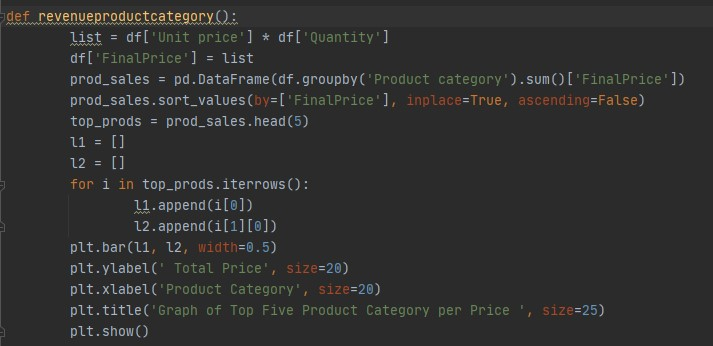 def revenueproductcategory():
        list = df['Unit price'] * df['Quantity']
        df['FinalPrice'] = list
        prod_sales = pd.DataFrame(df.groupby('Product category').sum()['FinalPrice'])
        prod_sales.sort_values(by=['FinalPrice'], inplace=True, ascending=False)
        top_prods = prod_sales.head(5)
        l1 = []
        l2 = []
        for i in top_prods.iterrows():
                l1.append(i[0])
                l2.append(i[1][0])
        plt.bar(l1, l2, width=0.5)
        plt.ylabel(' Total Price', size=20)
        plt.xlabel('Product Category', size=20)
        plt.title('Graph of Top Five Product Category per Price ', size=25)
        plt.show()